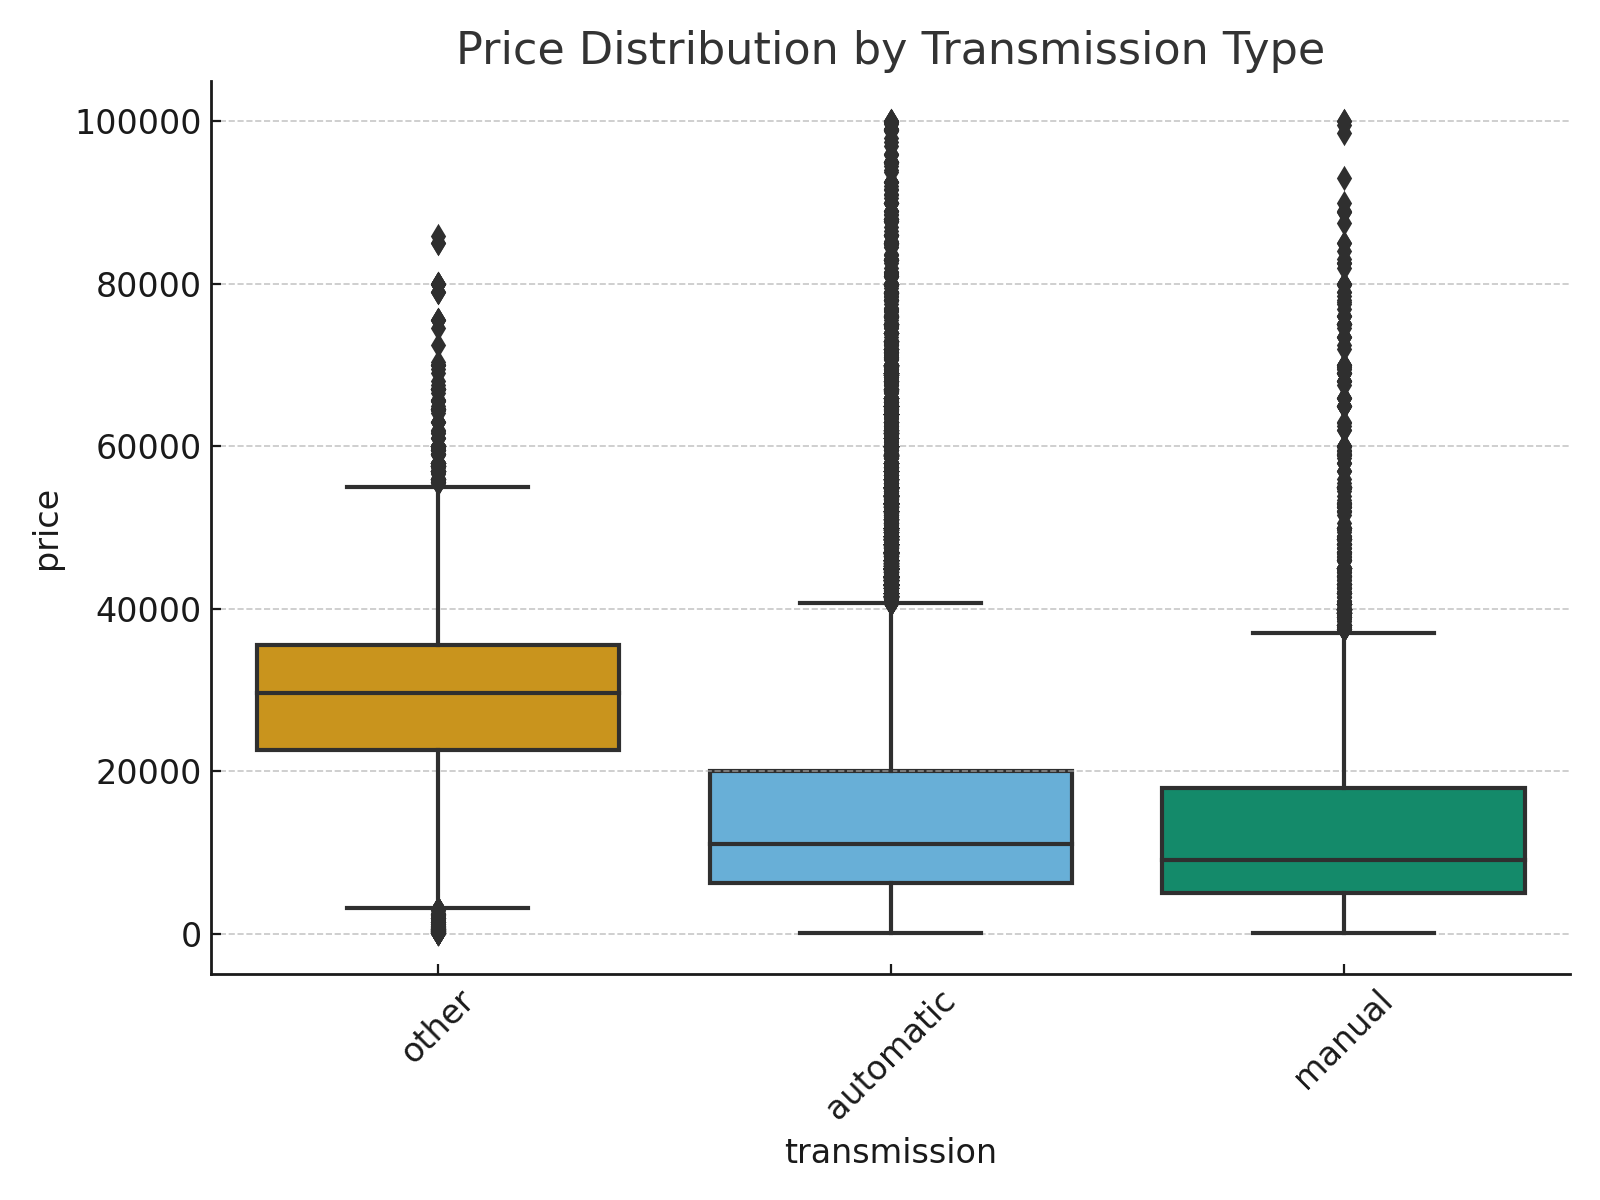 Price Distribution by Transmission Type
100000
80000
60000
40000
20000
0
price
other
automatic
manual
transmission